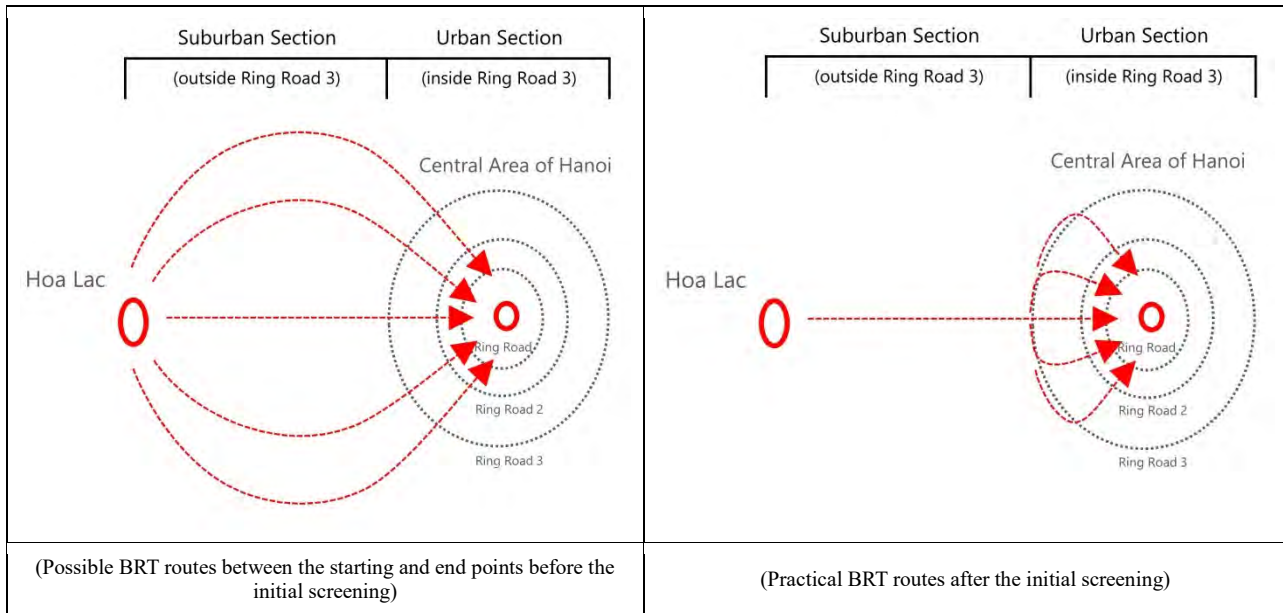 Suburban Section
Urban Section
(outside Ring Road 3)
(inside Ring Road 3)
Central Area of Hanoi
Hoa Lac
Ring Road
Ring Road 2
Ring Road 3
(Possible BRT routes between the starting and end points before the
initial screening)
Suburban Section
Urban Section
(outside Ring Road 3)
(inside Ring Road 3)
Central Area of Hanoi
Hoa Lac
Ring Road
Ring Road 2
Ring Road 3
(Practical BRT routes after the initial screening)